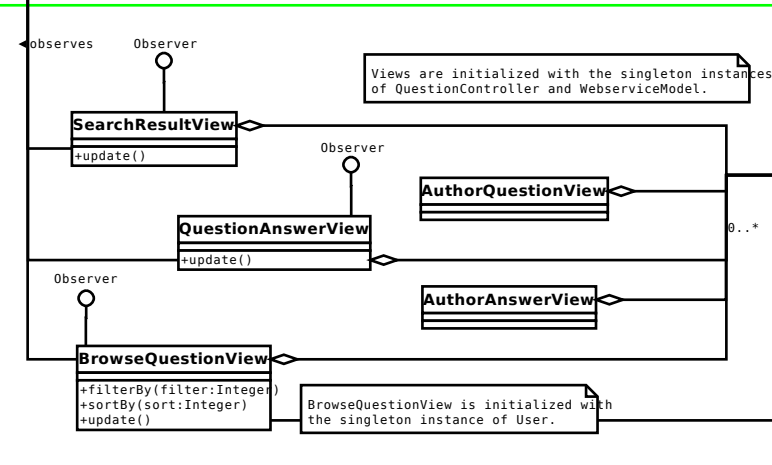 observes
Observer
Views are initialized with the singleton instances
of QuestionController and WebserviceModel.
SearchResultView
+update()
Observer
AuthorQuestionView
QuestionAnswerView
+update()
0..*
Observer
AuthorAnswerView
BrowseQuestionView
+filterBy(filter:Integer)
+sortBy(sort:Integer)
+update()
BrowseQuestionView is initialized with
the singleton instance of User.